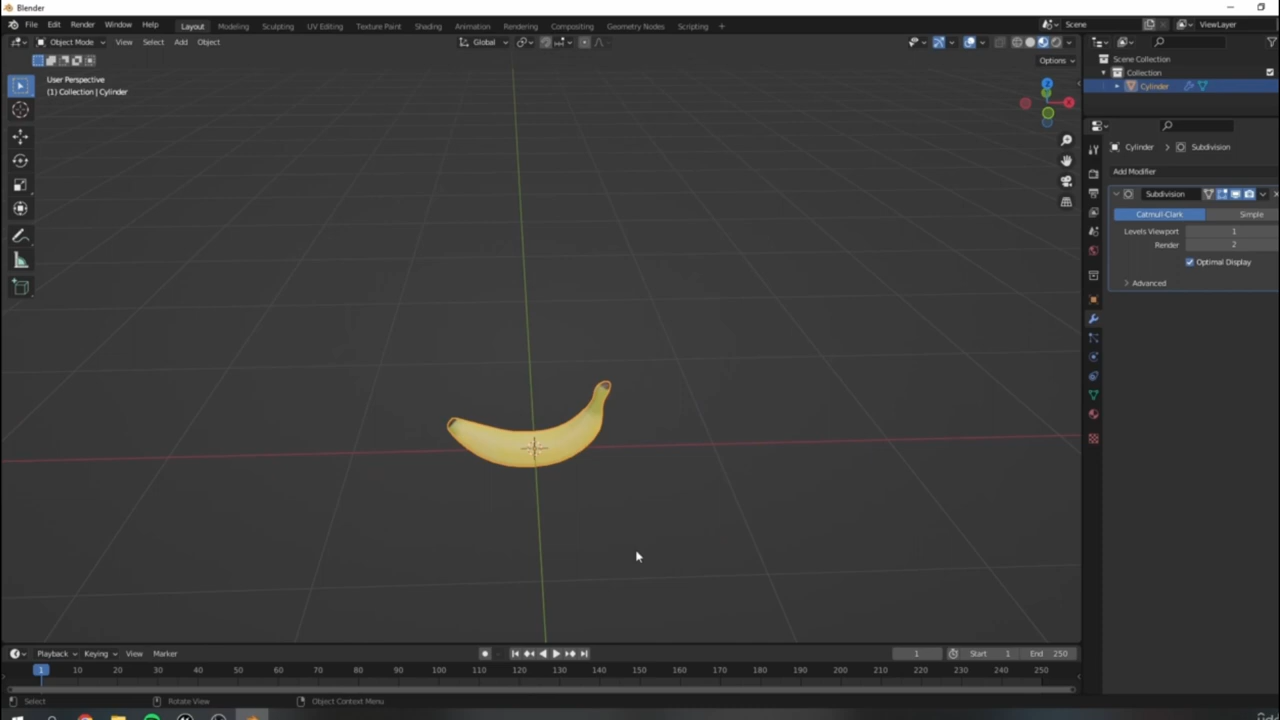 Blender
File Edit Render Window Help Layout Modeling Sculpting UV Editing Texture Paint Shading Animation Rendering Compositing Geometry Nodes Scripting + Scene ViewLayer
Object Mode View Select Add Object Global
Options
User Perspective
(1) Collection | Cylinder
Scene Collection
Collection
Cylinder
Z
X
Cylinder > Subdivision
Add Modifier
Subdivision
Catmull-Clark Simple
Levels Viewport 1
Render 2
Optimal Display
Advanced
Playback Keying View Marker 1 Start 1 End 250
1 10 20 30 40 50 60 70 80 90 100 110 120 130 140 150 160 170 180 190 200 210 220 230 240 250
Select Rotate View Object Context Menu